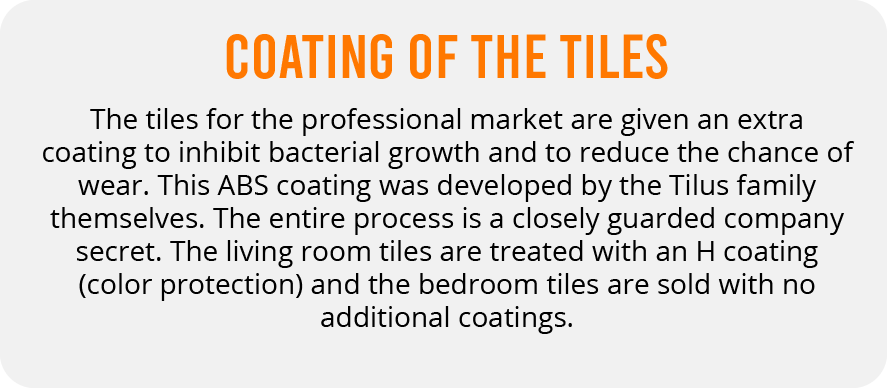 COATING OF THE TILES
The tiles for the professional market are given an extra
coating to inhibit bacterial growth and to reduce the chance of
wear. This ABS coating was developed by the Tilus family
themselves. The entire process is a closely guarded company
secret. The living room tiles are treated with an H coating
(color protection) and the bedroom tiles are sold with no
additional coatings.